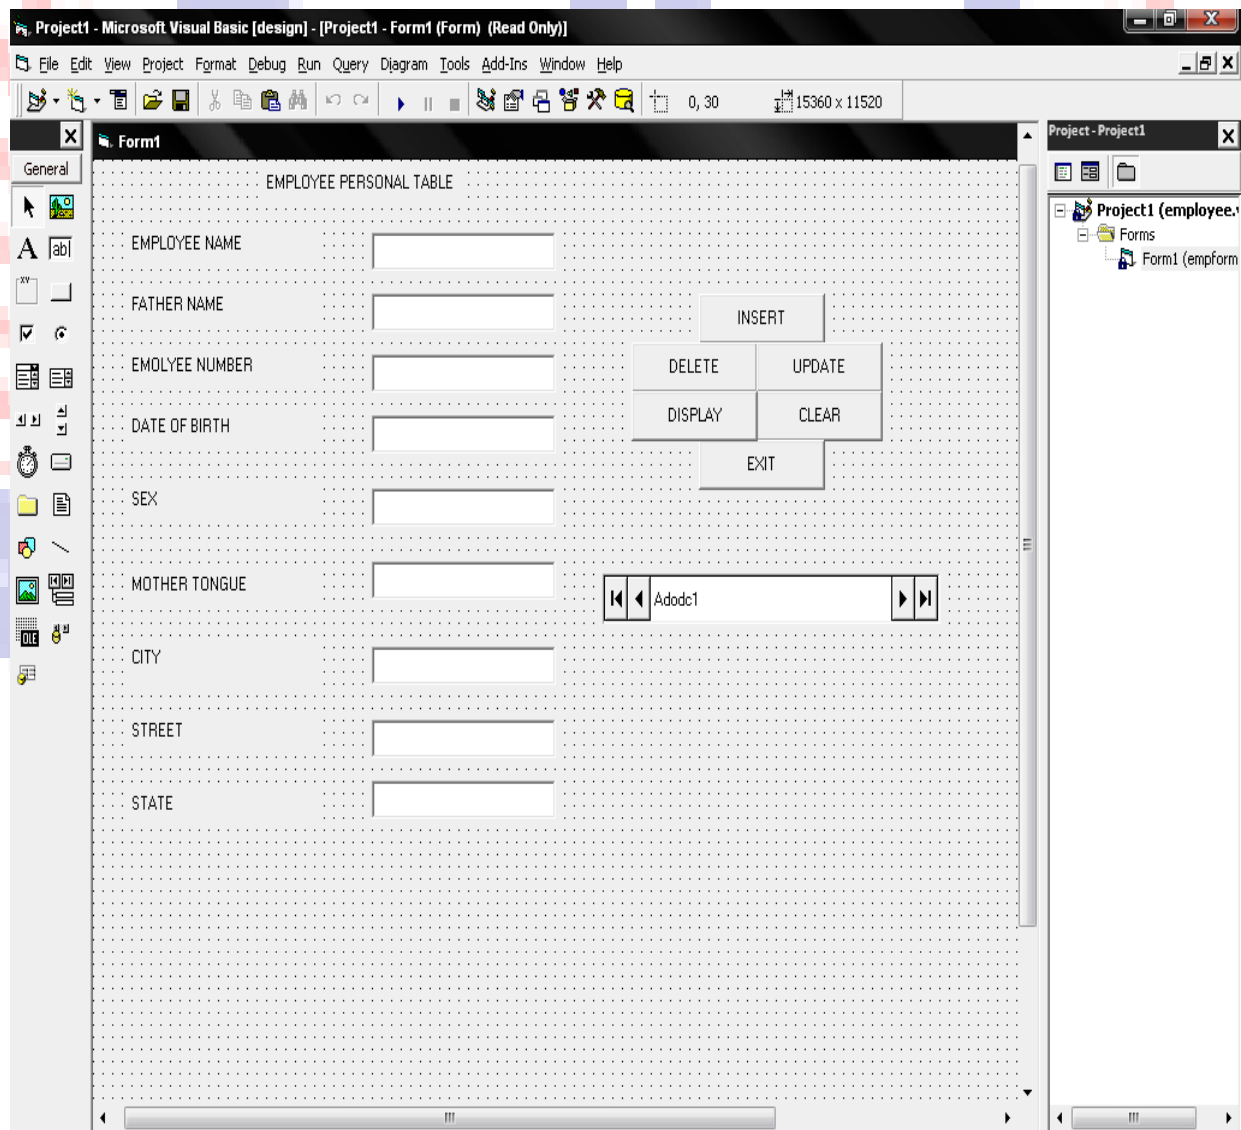 Project1 - Microsoft Visual Basic [design] - [Project1 - Form1 (Form) (Read Only)]
File Edit View Project Format Debug Run Query Diagram Tools Add-Ins Window Help
0, 30 15360 x 11520
General
Form1
EMPLOYEE PERSONAL TABLE
EMPLOYEE NAME
FATHER NAME
EMOLYEE NUMBER
DATE OF BIRTH
SEX
MOTHER TONGUE
CITY
STREET
STATE
INSERT
DELETE UPDATE
DISPLAY CLEAR
EXIT
Adodc1
Project - Project1
Project1 (employee.v
Forms
Form1 (empform
A
ab
XY
OLE